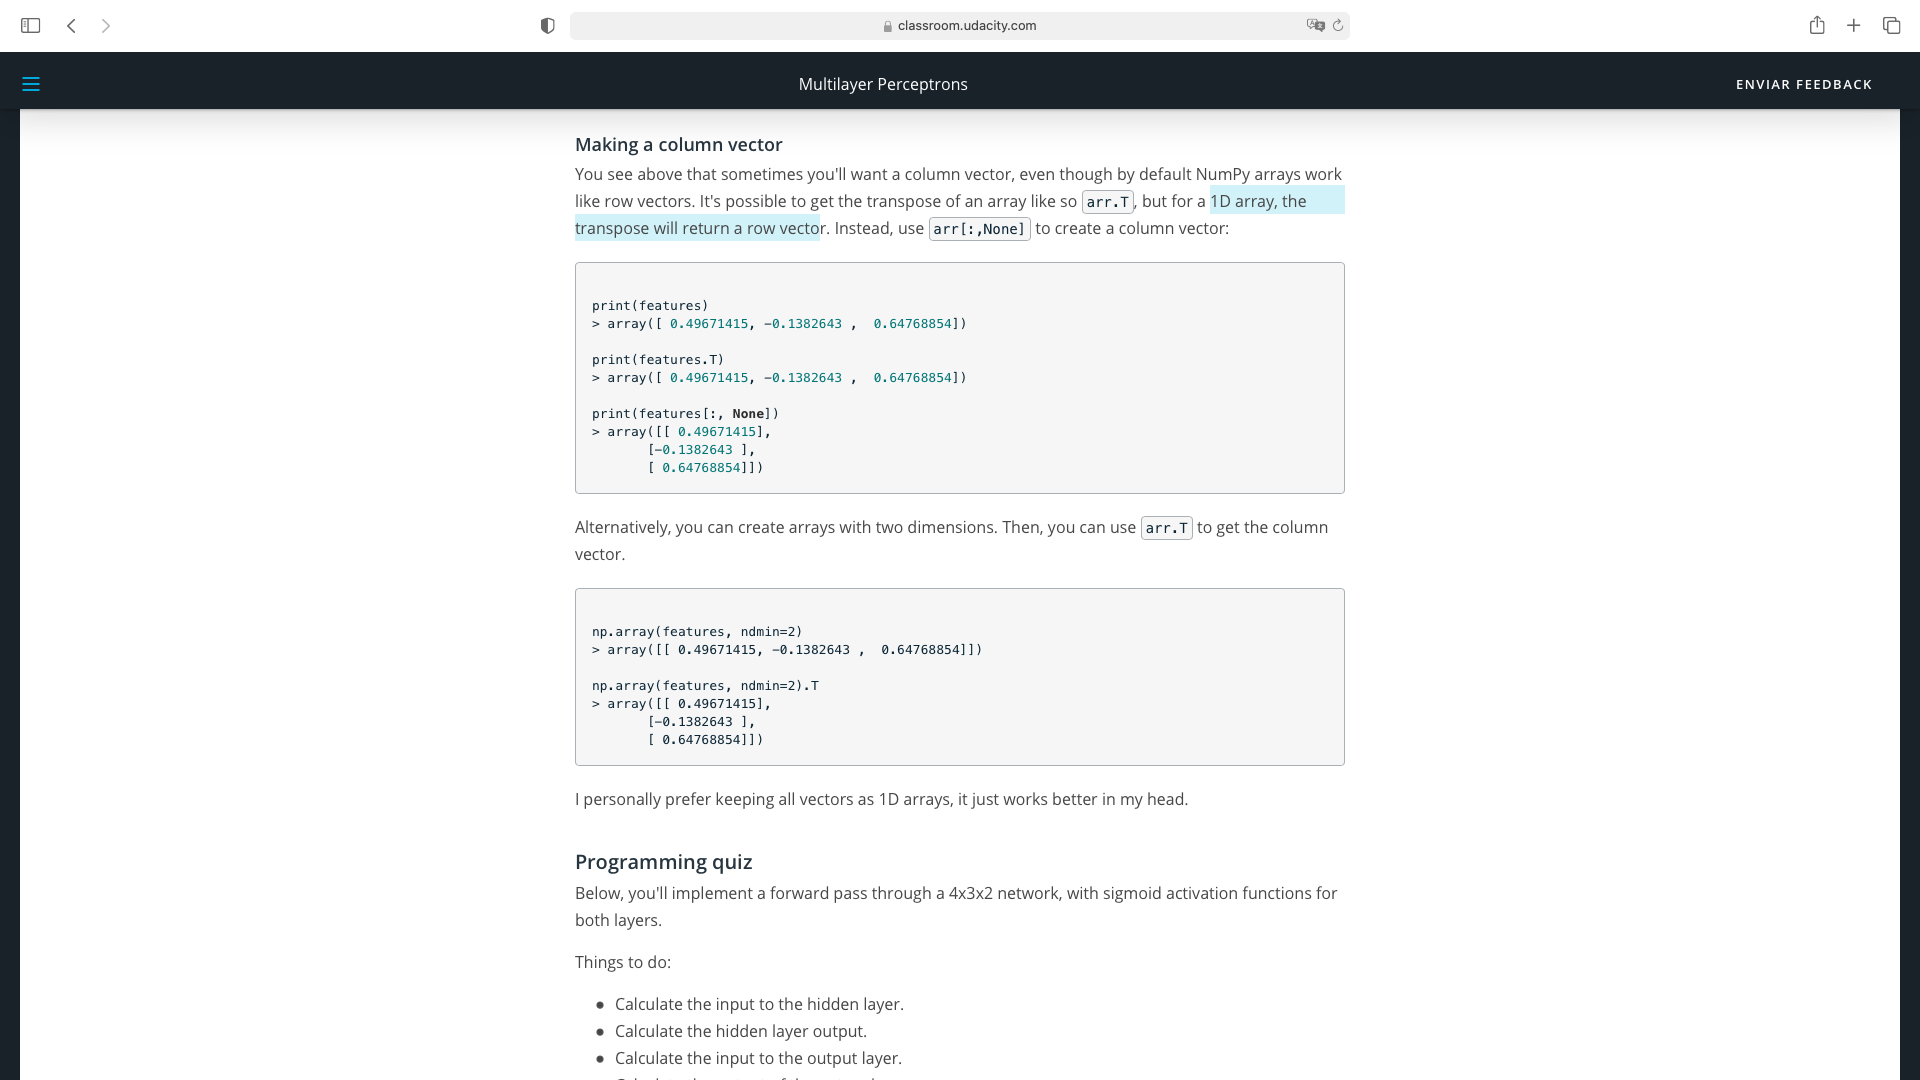 classroom.udacity.com
Multilayer Perceptrons
ENVIAR FEEDBACK
Making a column vector
You see above that sometimes you'll want a column vector, even though by default NumPy arrays work
like row vectors. It's possible to get the transpose of an array like so arr.T, but for a 1D array, the
transpose will return a row vector. Instead, use arr[:,None] to create a column vector:
print(features)
> array([ 0.49671415, -0.1382643 ,  0.64768854])
print(features.T)
> array([ 0.49671415, -0.1382643 ,  0.64768854])
print(features[:, None])
> array([[ 0.49671415],
[-0.1382643 ],
[ 0.64768854]])
Alternatively, you can create arrays with two dimensions. Then, you can use arr.T to get the column
vector.
np.array(features, ndmin=2)
> array([[ 0.49671415, -0.1382643 ,  0.64768854]])
np.array(features, ndmin=2).T
> array([[ 0.49671415],
[-0.1382643 ],
[ 0.64768854]])
I personally prefer keeping all vectors as 1D arrays, it just works better in my head.
Programming quiz
Below, you'll implement a forward pass through a 4x3x2 network, with sigmoid activation functions for
both layers.
Things to do:
• Calculate the input to the hidden layer.
• Calculate the hidden layer output.
• Calculate the input to the output layer.